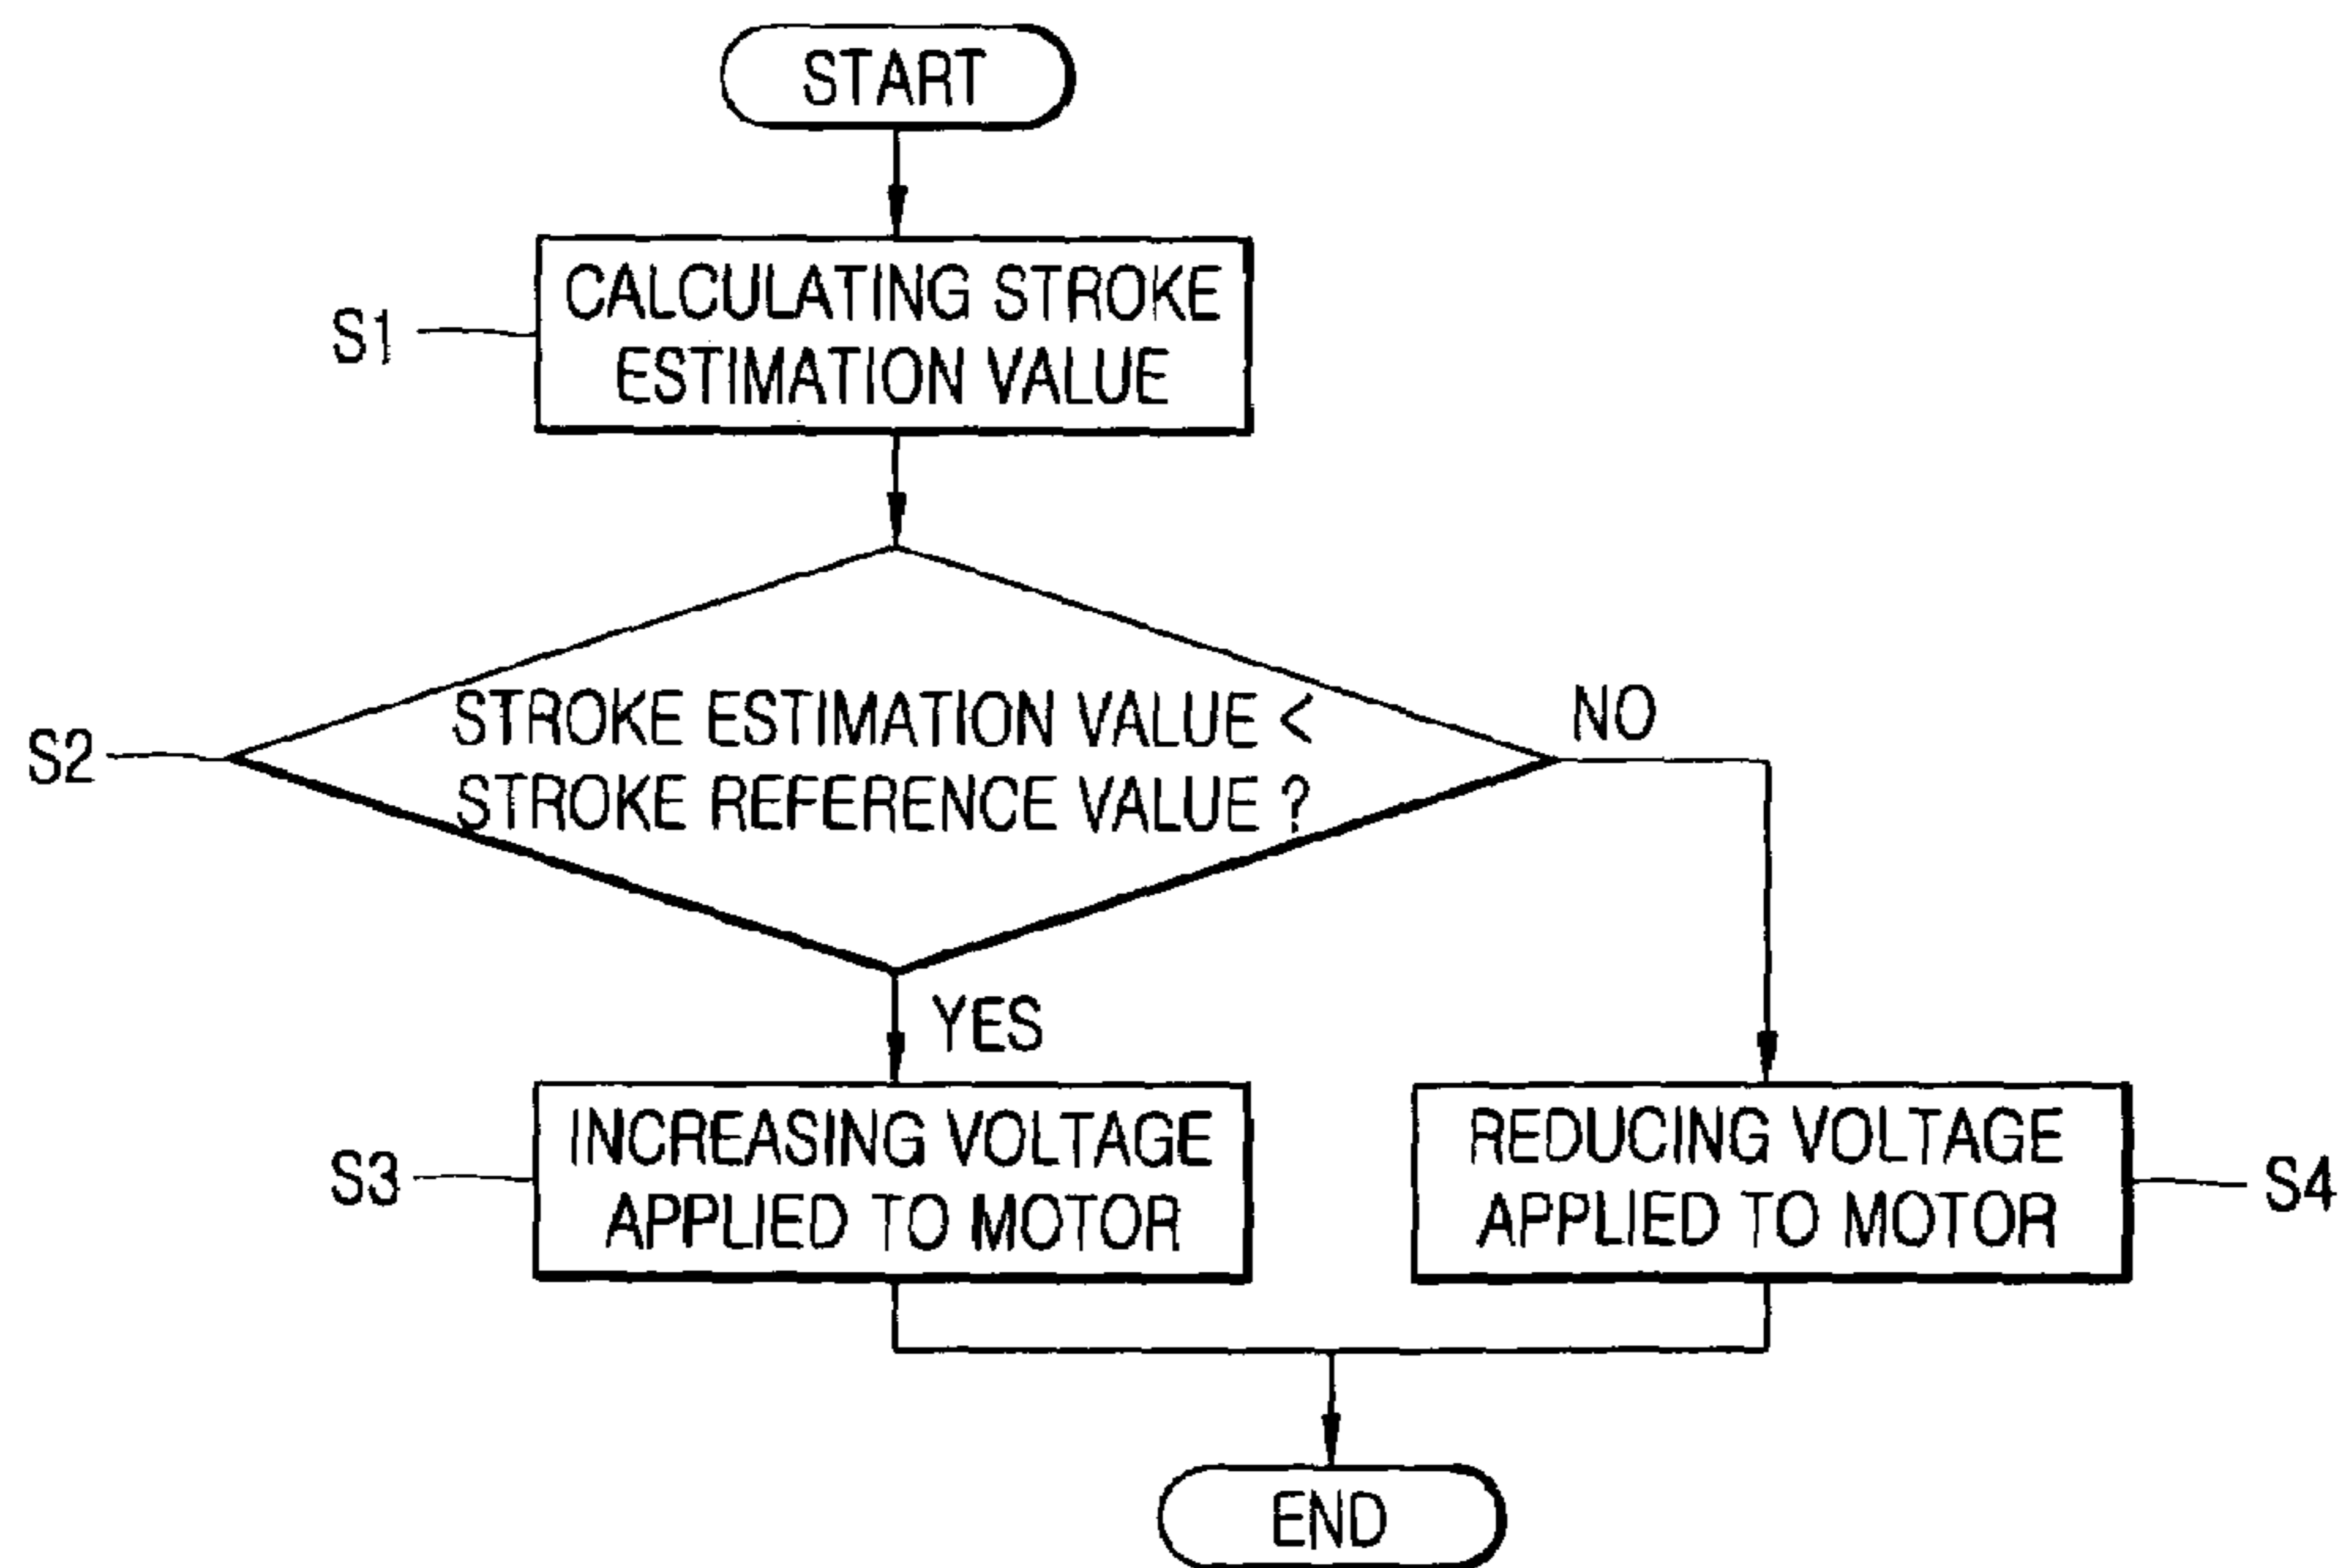 START
S1
CALCULATING STROKE
ESTIMATION VALUE
S2
STROKE ESTIMATION VALUE <
STROKE REFERENCE VALUE ?
NO
YES
S3
INCREASING VOLTAGE
APPLIED TO MOTOR
REDUCING VOLTAGE
APPLIED TO MOTOR
S4
END